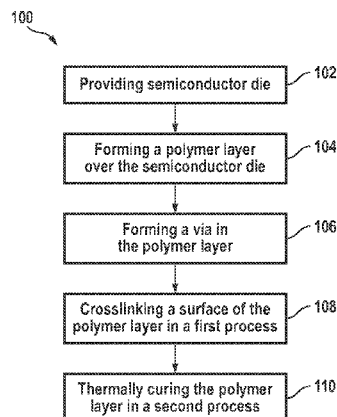 100
Providing semiconductor die
102
Forming a polymer layer
over the semiconductor die
104
Forming a via in
the polymer layer
106
Crosslinking a surface of the
polymer layer in a first process
108
Thermally curing the polymer
layer in a second process
110